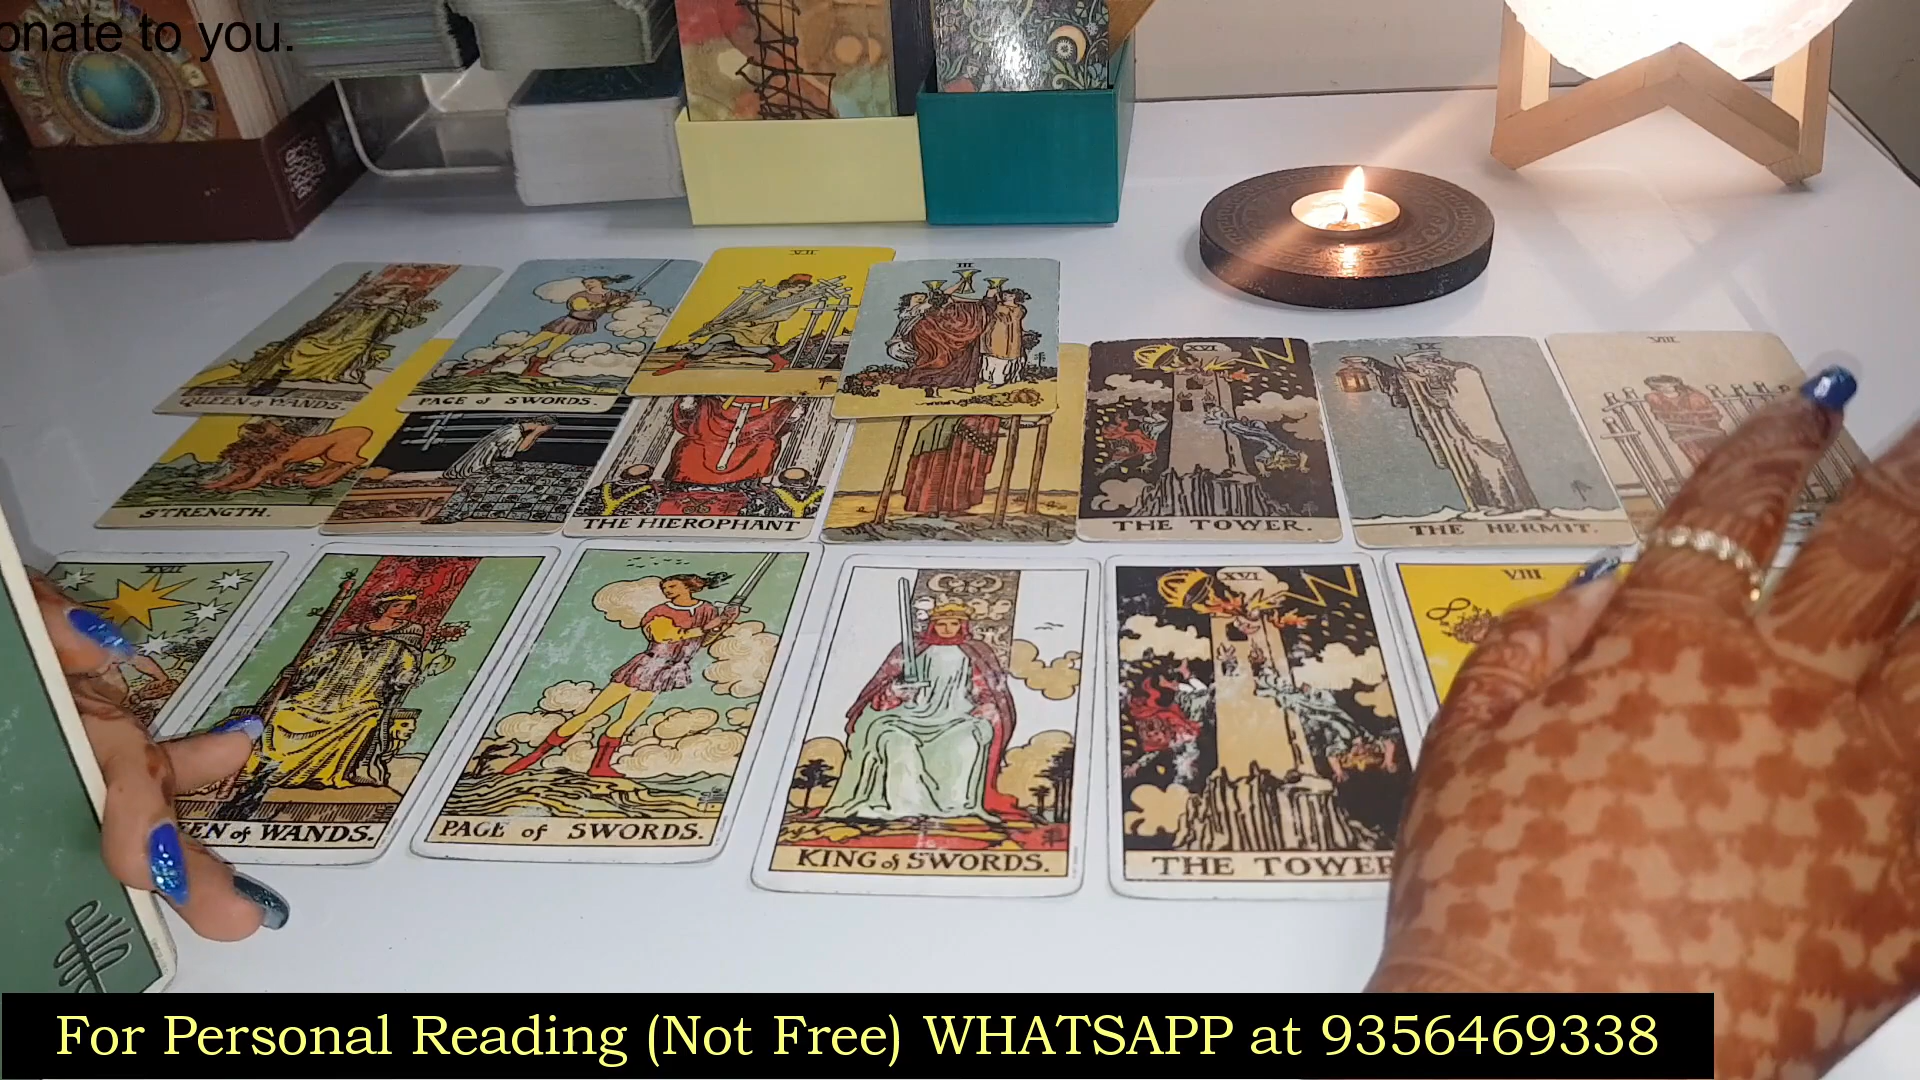 onate to you.
VII
III
QUEEN of WANDS.
PAGE of SWORDS.
XVI
IX
VIII
STRENGTH.
THE HIEROPHANT
THE TOWER.
THE HERMIT.
XVII
XVI
VIII
EEN of WANDS.
PAGE of SWORDS.
KING of SWORDS.
THE TOWER
For Personal Reading (Not Free) WHATSAPP at 9356469338